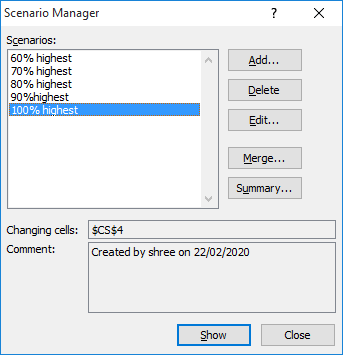 Scenario Manager
Scenarios:
60% highest
70% highest
80% highest
90%highest
100% highest
Add...
Delete
Edit...
Merge...
Summary...
Changing cells:
$C$4
Comment:
Created by shree on 22/02/2020
Show
Close